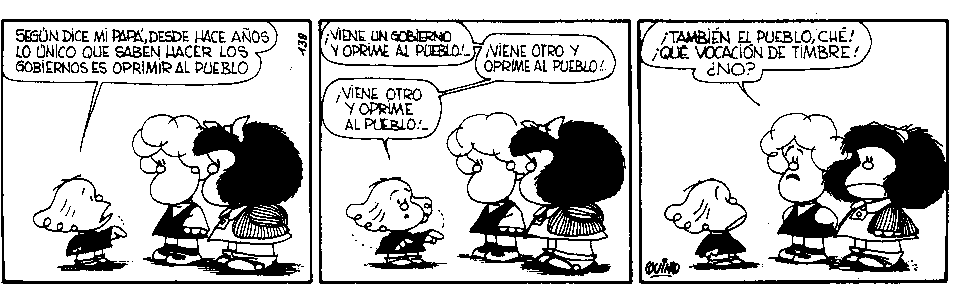 SEGÚN DICE MI PAPÁ, DESDE HACE AÑOS
LO ÚNICO QUE SABEN HACER LOS
GOBIERNOS ES OPRIMIR AL PUEBLO
138
¡VIENE UN GOBIERNO
Y OPRIME AL PUEBLO!...
¡VIENE OTRO Y
OPRIME AL PUEBLO!..
¡VIENE OTRO
Y OPRIME
AL PUEBLO!...
¡TAMBIÉN EL PUEBLO, CHÉ!
¡QUÉ VOCACIÓN DE TIMBRE!
¿NO?
QUINO